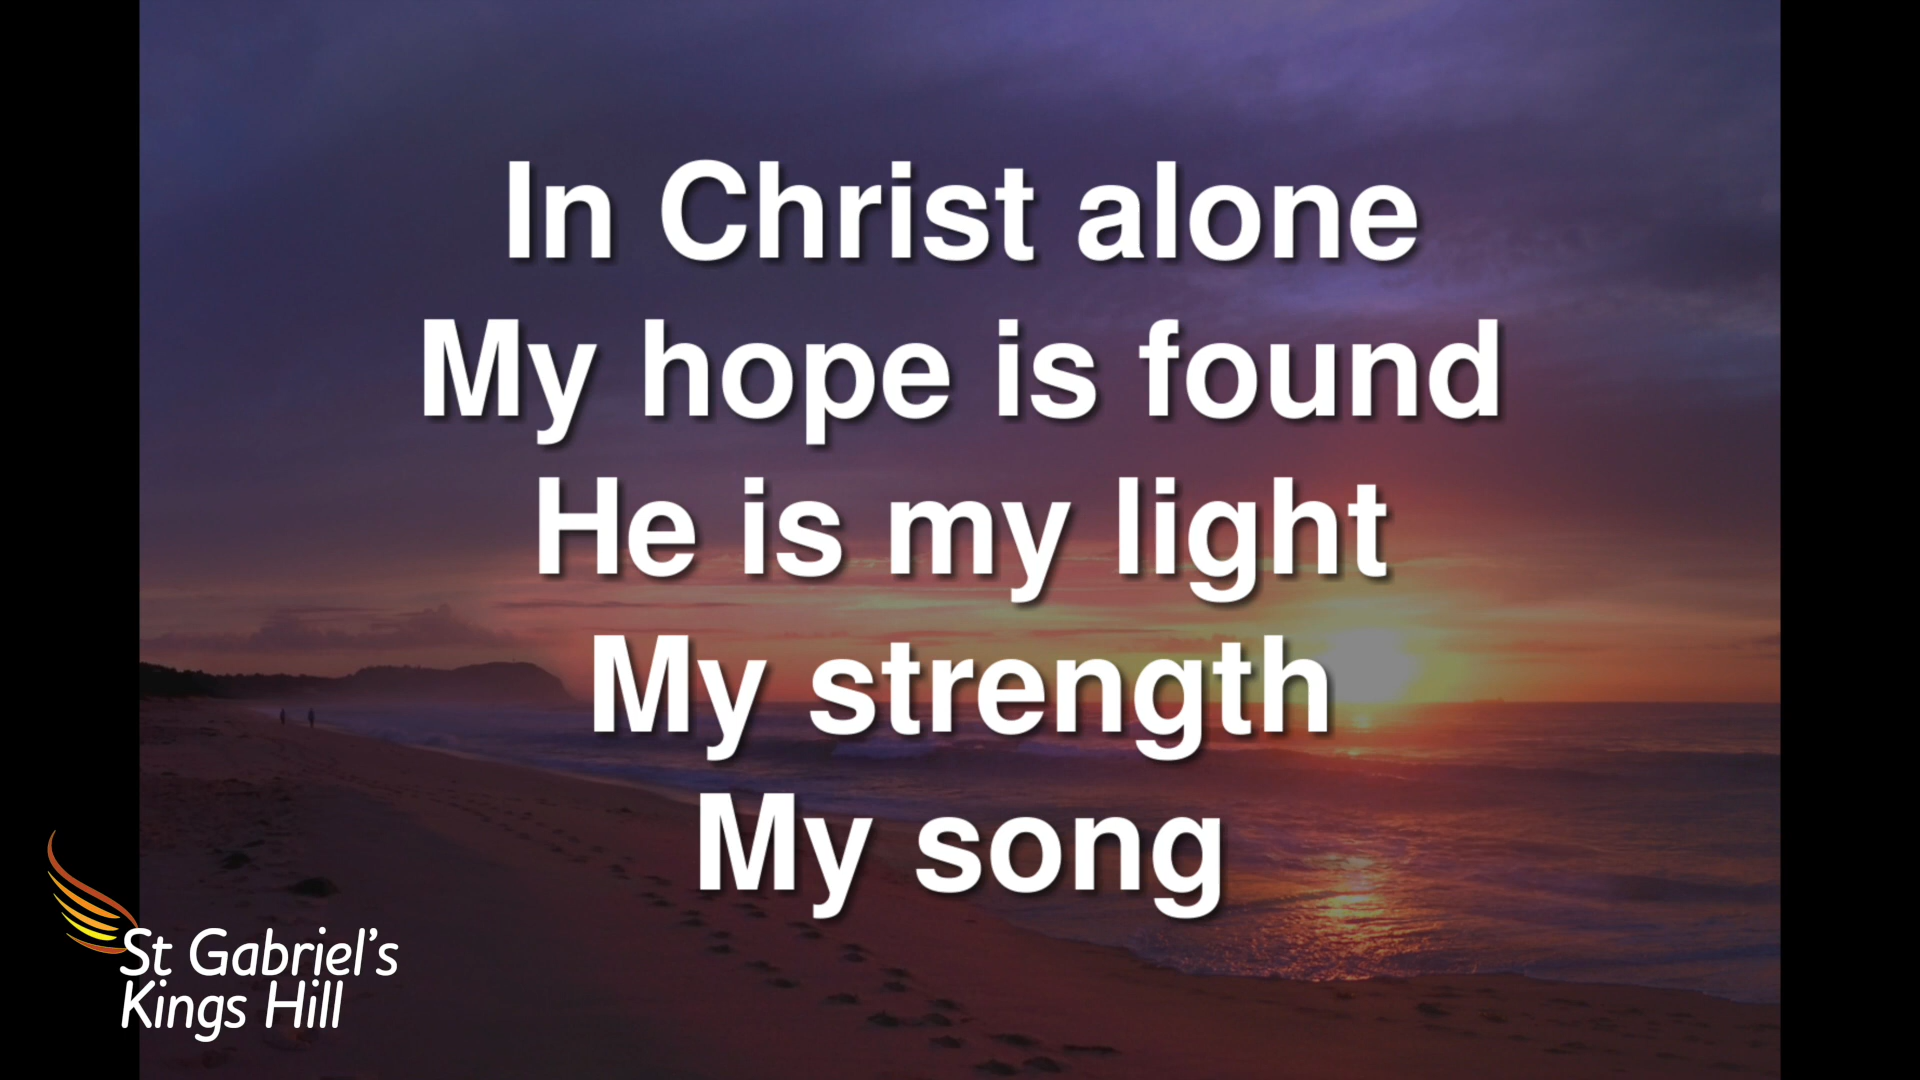 In Christ alone
My hope is found
He is my light
My strength
My song
St Gabriel's
Kings Hill